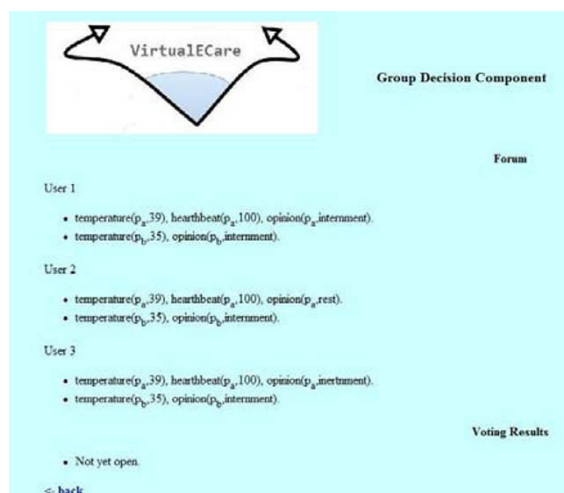 VirtualECare
Group Decision Component
Forum
User 1
• temperature(pa,39), hearthbeat(pa,100), opinion(pa,internment).
• temperature(pb,35), opinion(pb,internment).
User 2
• temperature(pa,39), hearthbeat(pa,100), opinion(pa,rest).
• temperature(pb,35), opinion(pb,internment).
User 3
• temperature(pa,39), hearthbeat(pa,100), opinion(pa,inertnment).
• temperature(pb,35), opinion(pb,internment).
Voting Results
• Not yet open.
<- back